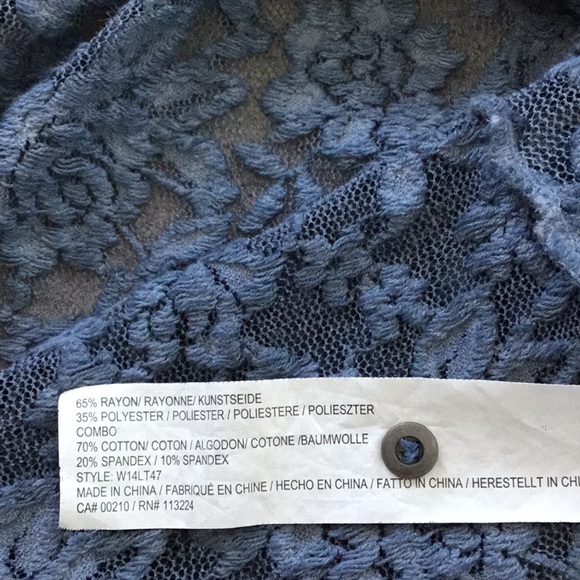 65% RAYON/ RAYONNE/ KUNSTSEIDE
35% POLYESTER / POLIESTER / POLIESTERE / POLIESZTER
COMBO
70% COTTON/ COTON / ALGODON/ COTONE /BAUMWOLLE
20% SPANDEX / 10% SPANDEX
STYLE: W14LT47
MADE IN CHINA / FABRIQUÉ EN CHINE / HECHO EN CHINA / FATTO IN CHINA / HERESTELLT IN CHI
CA# 00210 / RN# 113224